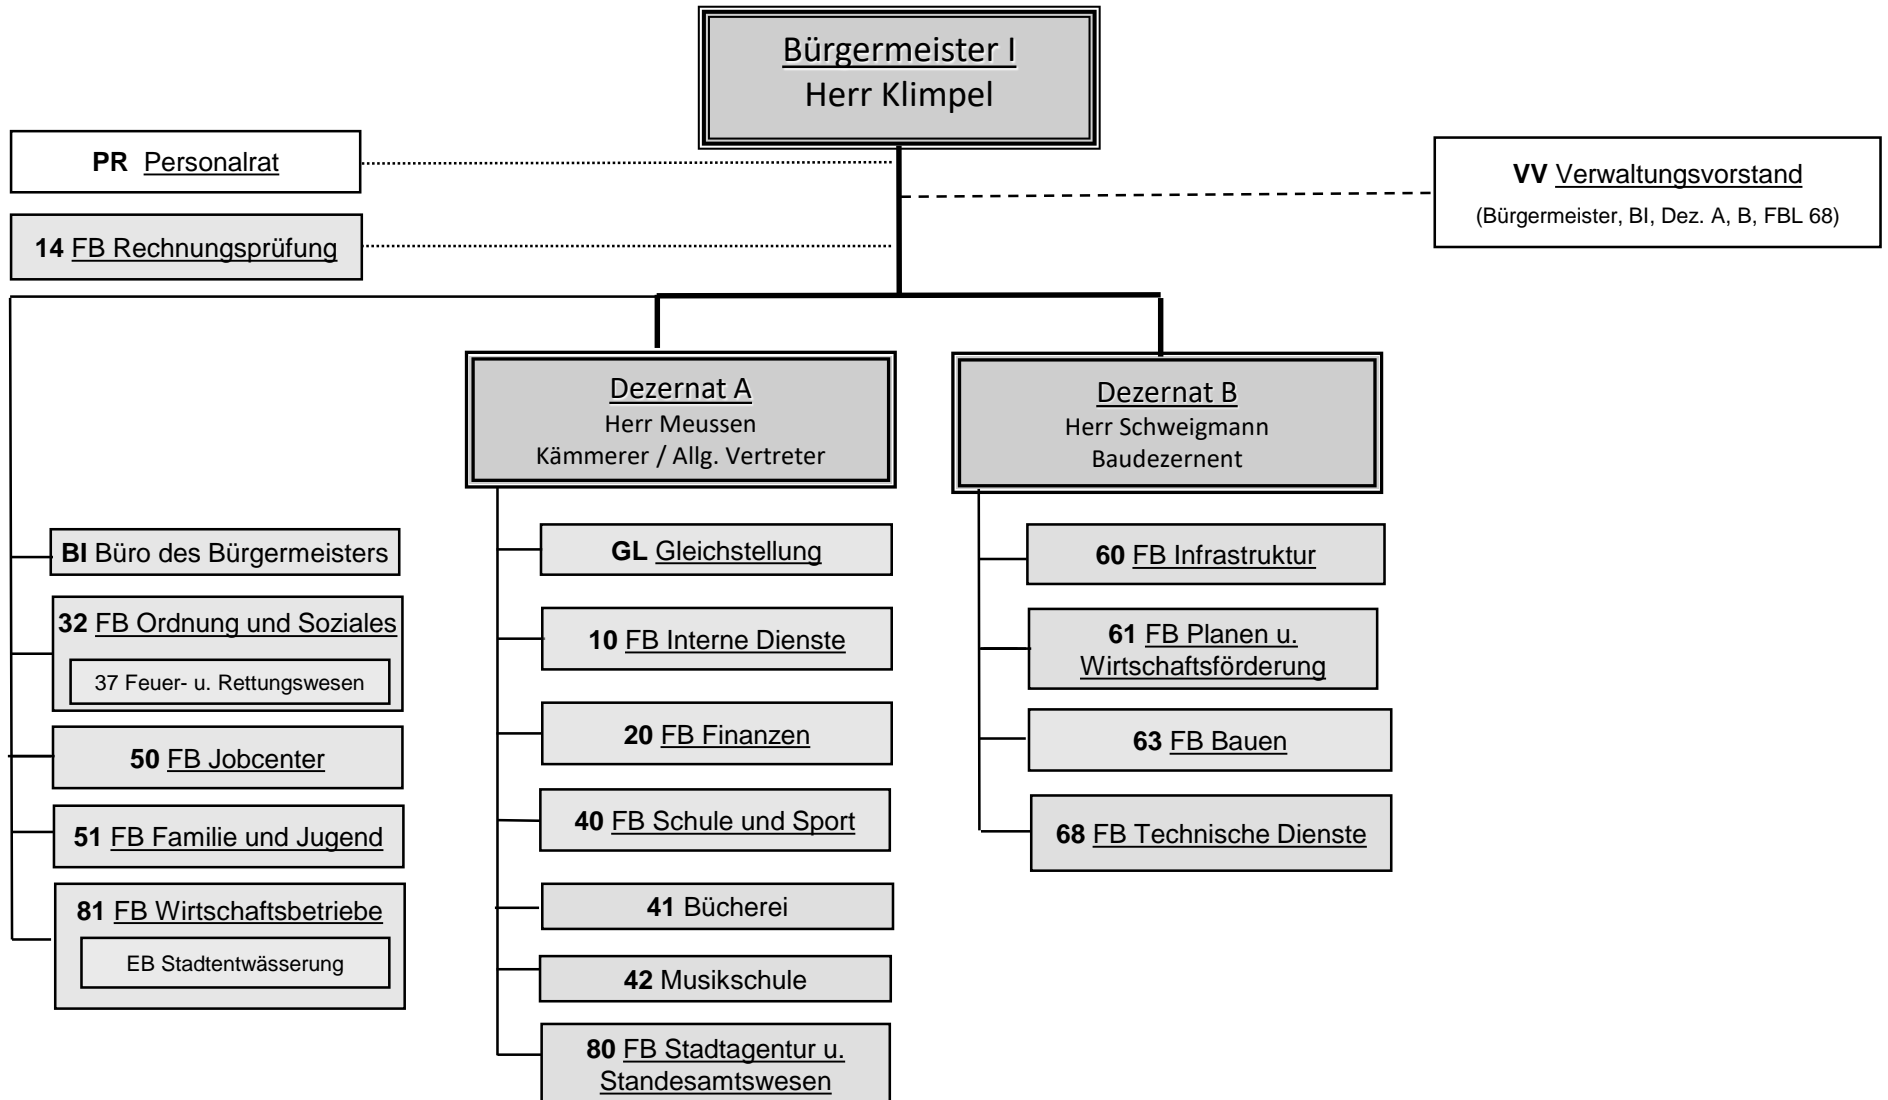 Bürgermeister I
Herr Klimpel
PR Personalrat
VV Verwaltungsvorstand
(Bürgermeister, BI, Dez. A, B, FBL 68)
14 FB Rechnungsprüfung
Dezernat A
Herr Meussen
Kämmerer / Allg. Vertreter
Dezernat B
Herr Schweigmann
Baudezernent
BI Büro des Bürgermeisters
32 FB Ordnung und Soziales
37 Feuer- u. Rettungswesen
50 FB Jobcenter
51 FB Familie und Jugend
81 FB Wirtschaftsbetriebe
EB Stadtentwässerung
GL Gleichstellung
10 FB Interne Dienste
20 FB Finanzen
40 FB Schule und Sport
41 Bücherei
42 Musikschule
80 FB Stadtagentur u.
Standesamtswesen
60 FB Infrastruktur
61 FB Planen u.
Wirtschaftsförderung
63 FB Bauen
68 FB Technische Dienste